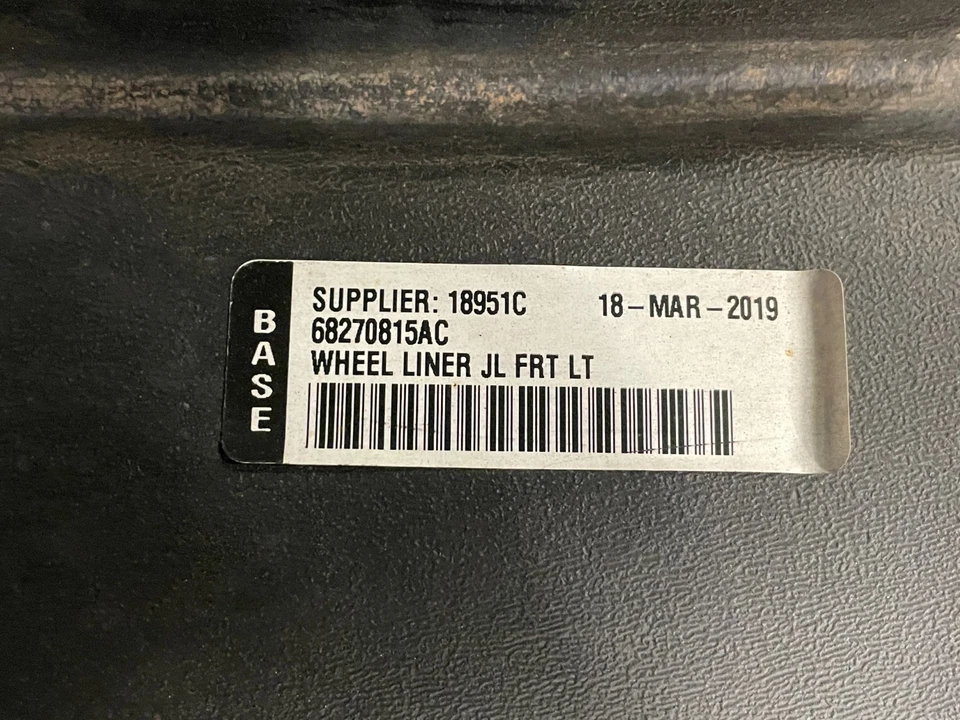 BASE
SUPPLIER: 18951C 18-MAR-2019
68270815AC
WHEEL LINER JL FRT LT